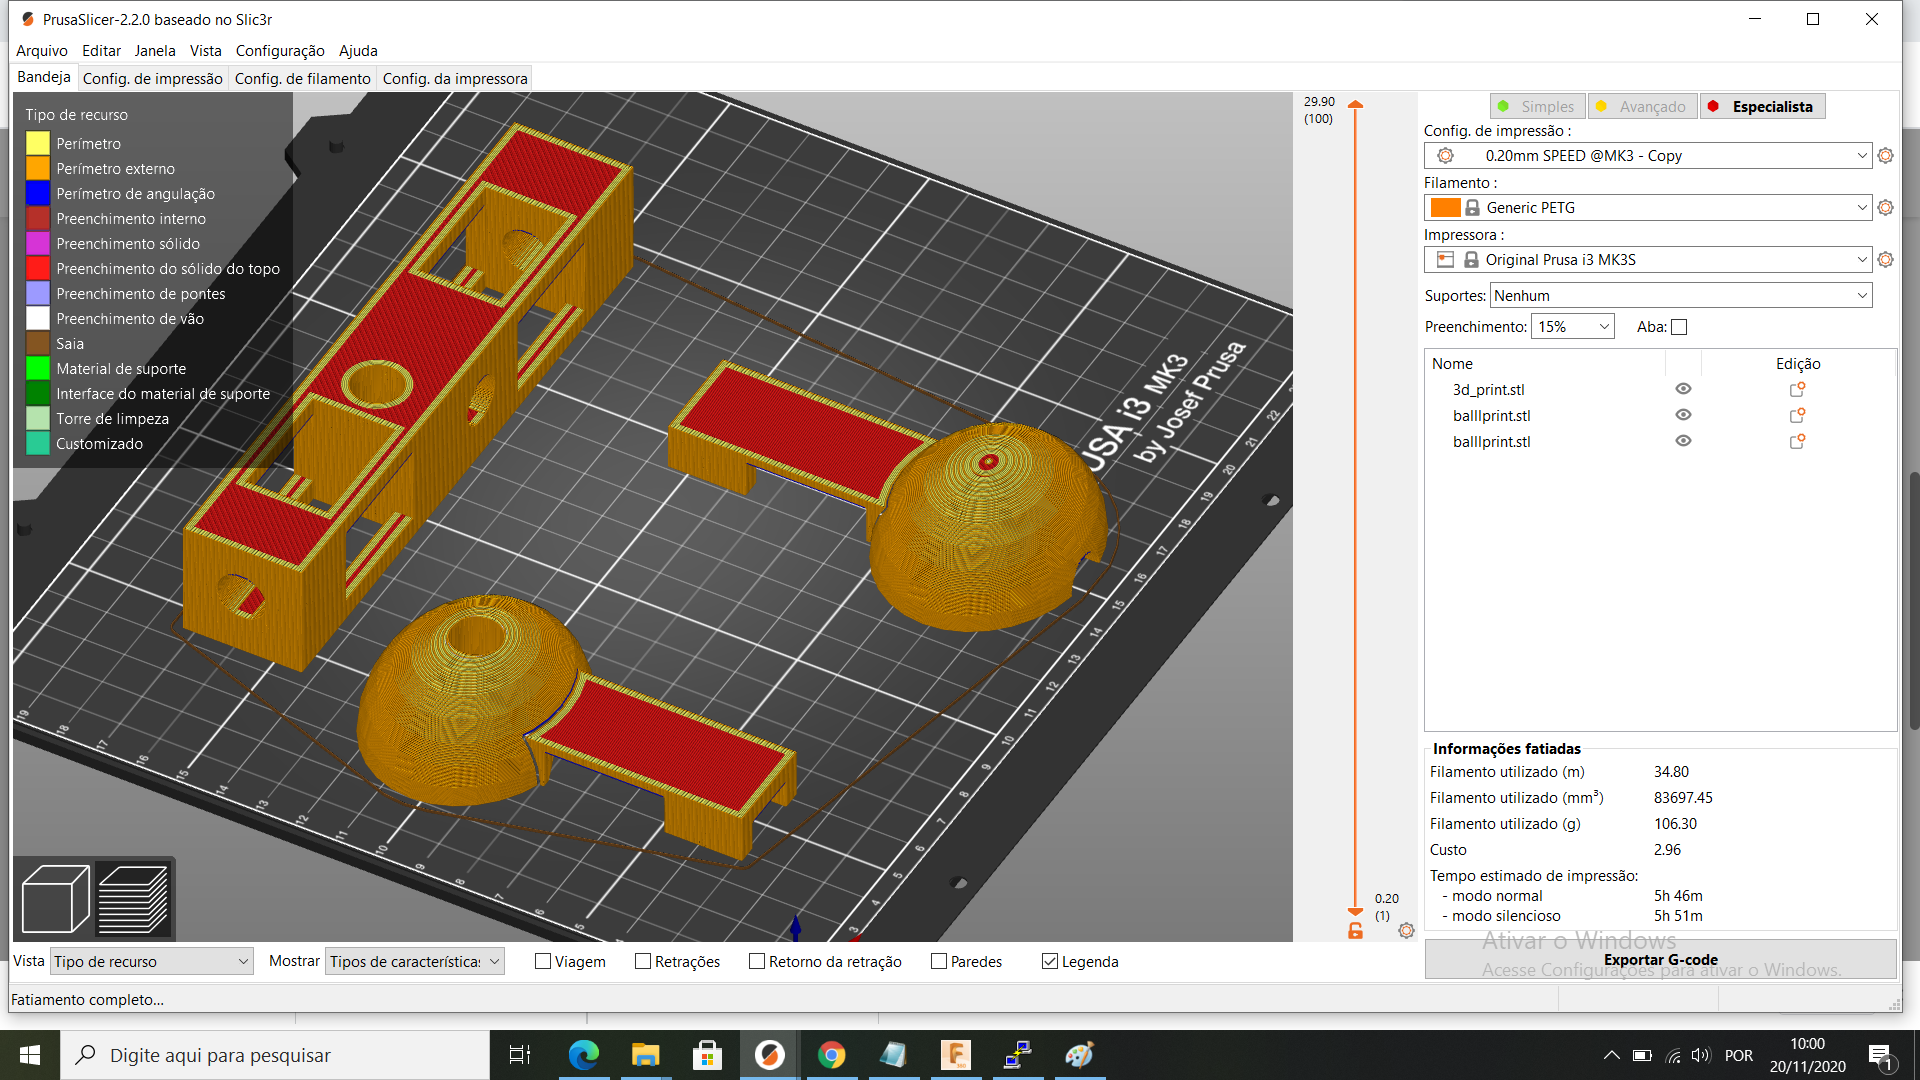 PrusaSlicer-2.2.0 baseado no Slic3r
Arquivo Editar Janela Vista Configuração Ajuda
Bandeja Config. de impressão Config. de filamento Config. da impressora
Tipo de recurso
Perímetro
Perímetro externo
Perímetro de angulação
Preenchimento interno
Preenchimento sólido
Preenchimento do sólido do topo
Preenchimento de pontes
Preenchimento de vão
Saia
Material de suporte
Interface do material de suporte
Torre de limpeza
Customizado
USA i3 MK3
by Josef Prusa
22
21
20
19
18
17
16
15
14
13
12
11
10
9
8
7
6
5
4
3
19
18
17
16
15
14
13
12
11
10
9
8
7
6
5
29.90
(100)
0.20
(1)
Simples Avançado Especialista
Config. de impressão :
0.20mm SPEED @MK3 - Copy
Filamento :
Generic PETG
Impressora :
Original Prusa i3 MK3S
Suportes: Nenhum
Preenchimento: 15% Aba:
Nome Edição
3d_print.stl
balllprint.stl
balllprint.stl
Informações fatiadas
Filamento utilizado (m) 34.80
Filamento utilizado (mm³) 83697.45
Filamento utilizado (g) 106.30
Custo 2.96
Tempo estimado de impressão:
- modo normal 5h 46m
- modo silencioso 5h 51m
Ativar o Windows
Acesse Configurações para ativar o Windows.
Exportar G-code
Vista Tipo de recurso Mostrar Tipos de características Viagem Retrações Retorno da retração Paredes Legenda
Fatiamento completo...
Digite aqui para pesquisar
POR
10:00
20/11/2020
1